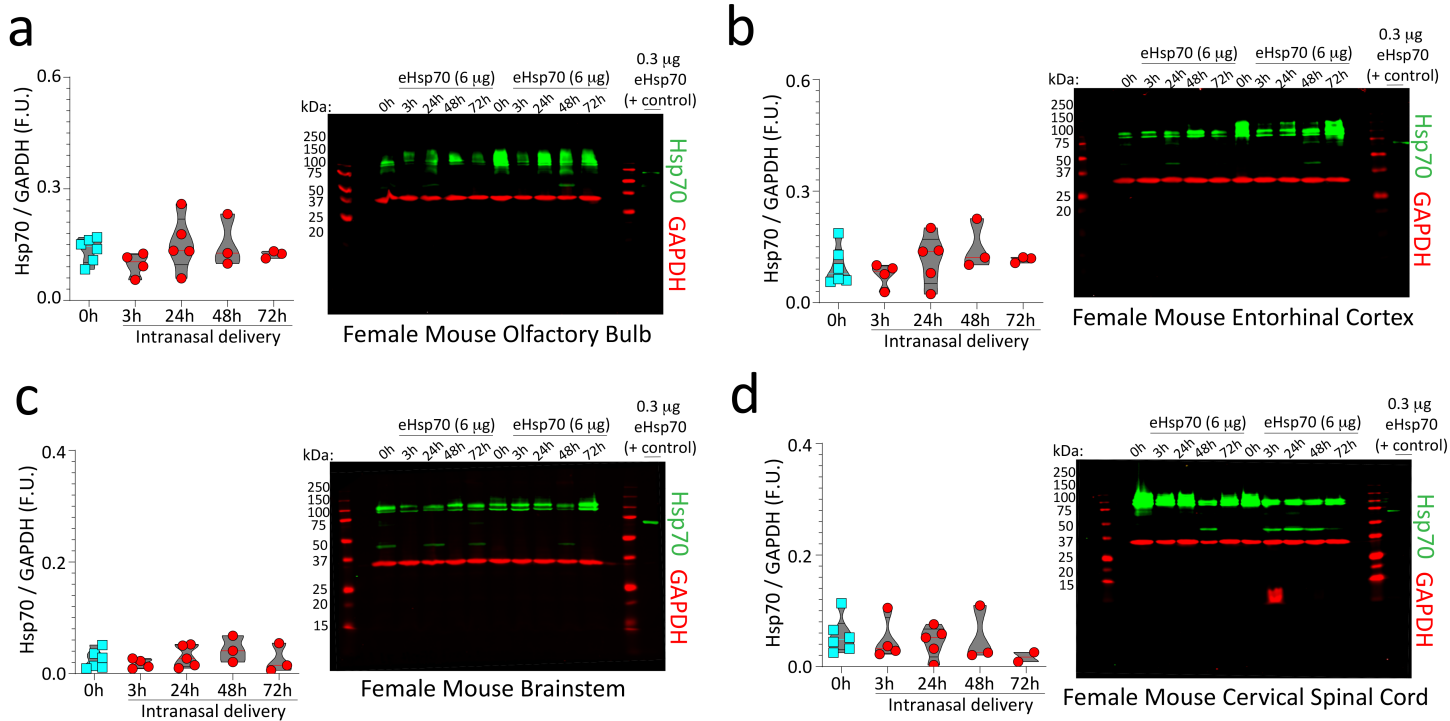 a
0.6
0.3
0.0
Hsp70 / GAPDH (F.U.)
0h 3h 24h 48h 72h
Intranasal delivery
0.3 µg
eHsp70
(+ control)
eHsp70 (6 µg) eHsp70 (6 µg)
kDa: 0h 3h 24h 48h 72h 0h 3h 24h 48h 72h
250
150
100
75
50
37
25
20
Hsp70 GAPDH
Female Mouse Olfactory Bulb
b
0.6
0.3
0.0
Hsp70 / GAPDH (F.U.)
0h 3h 24h 48h 72h
Intranasal delivery
0.3 µg
eHsp70
(+ control)
eHsp70 (6 µg) eHsp70 (6 µg)
kDa: 0h 3h 24h 48h 72h 0h 3h 24h 48h 72h
250
150
100
75
50
37
25
20
Hsp70 GAPDH
Female Mouse Entorhinal Cortex
c
0.4
0.2
0.0
Hsp70 / GAPDH (F.U.)
0h 3h 24h 48h 72h
Intranasal delivery
0.3 µg
eHsp70
(+ control)
eHsp70 (6 µg) eHsp70 (6 µg)
kDa: 0h 3h 24h 48h 72h 0h 3h 24h 48h 72h
250
150
100
75
50
37
25
20
15
Hsp70 GAPDH
Female Mouse Brainstem
d
0.4
0.2
0.0
Hsp70 / GAPDH (F.U.)
0h 3h 24h 48h 72h
Intranasal delivery
0.3 µg
eHsp70
(+ control)
eHsp70 (6 µg) eHsp70 (6 µg)
kDa: 0h 3h 24h 48h 72h 0h 3h 24h 48h 72h
250
150
100
75
50
37
25
20
15
Hsp70 GAPDH
Female Mouse Cervical Spinal Cord